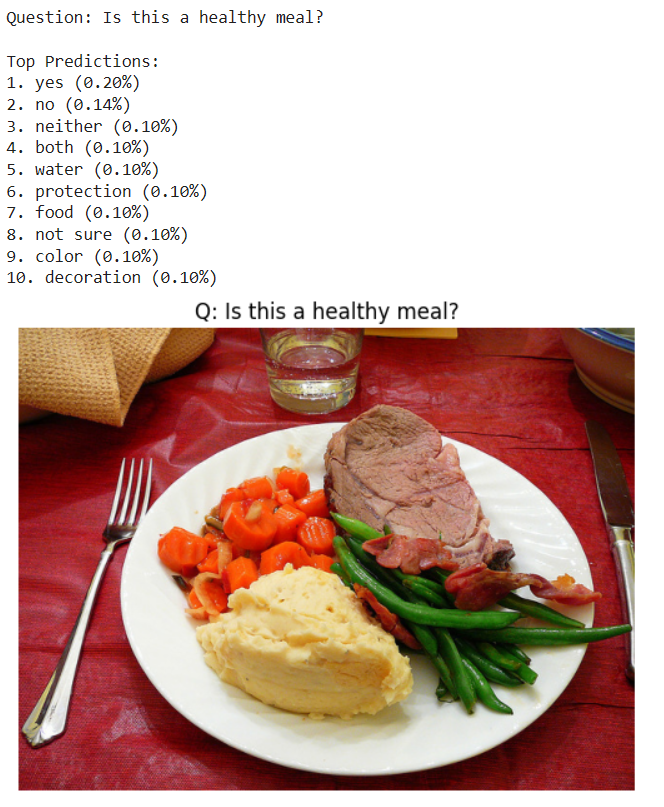 Question: Is this a healthy meal?
Top Predictions:
1. yes (0.20%)
2. no (0.14%)
3. neither (0.10%)
4. both (0.10%)
5. water (0.10%)
6. protection (0.10%)
7. food (0.10%)
8. not sure (0.10%)
9. color (0.10%)
10. decoration (0.10%)
Q: Is this a healthy meal?